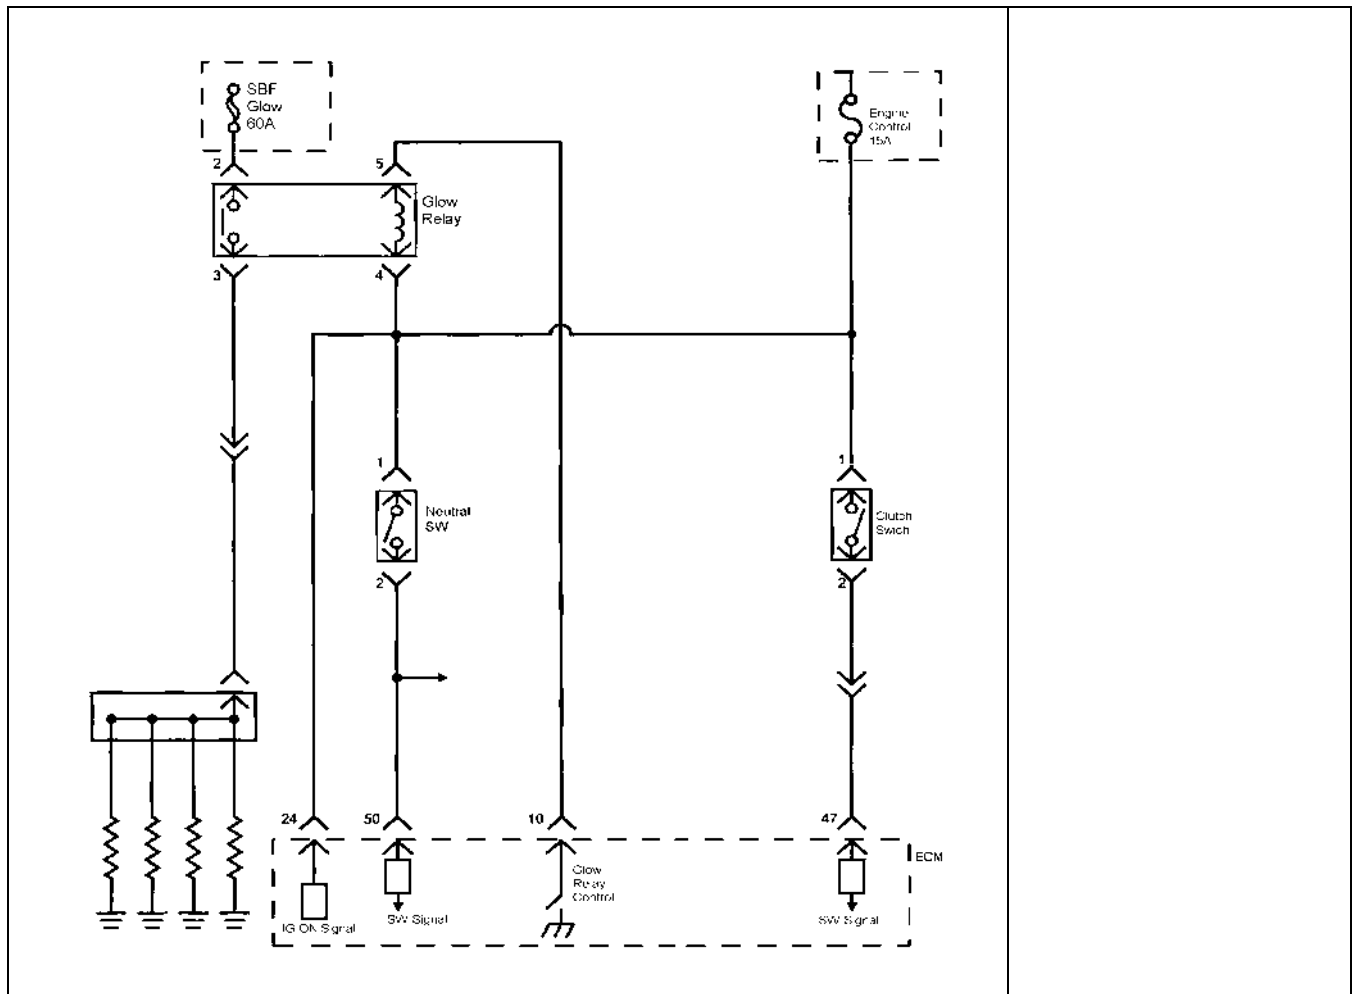 SBF
Glow
60A
Engine
Control
15A
2
5
Glow
Relay
3
4
1
1
Neutral
SW
Clutch
Swich
2
2
24
50
10
47
ECM
Glow
Relay
Control
IG ON Signal
SW Signal
SW Signal